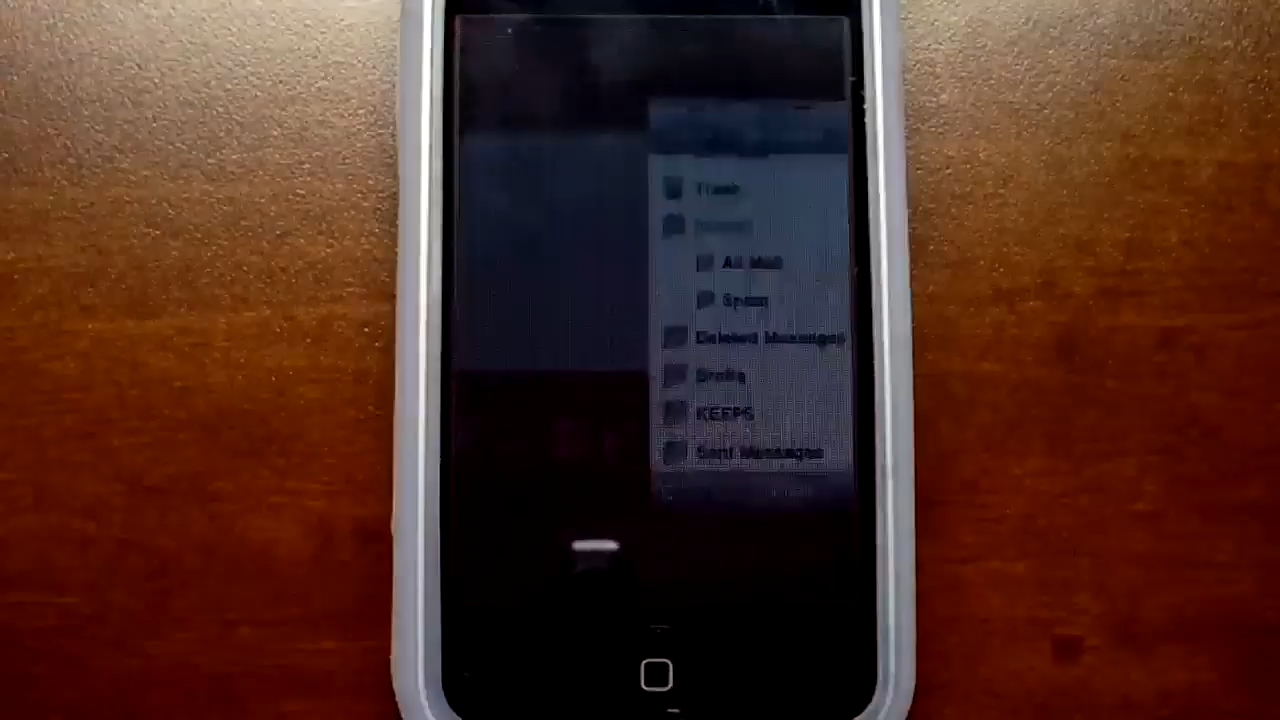 Trash
All Mail
Spam
Deleted Messages
Drafts
KEEPS
Sent Messages